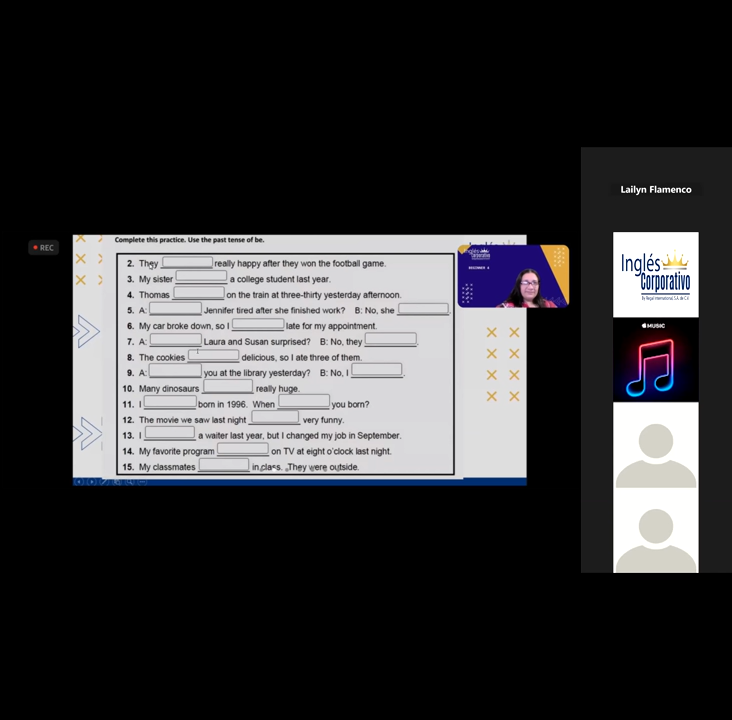 Lailyn Flamenco
REC
Complete this practice. Use the past tense of be.
2. They really happy after they won the football game.
3. My sister a college student last year.
4. Thomas on the train at three-thirty yesterday afternoon.
5. A: Jennifer tired after she finished work? B: No, she .
6. My car broke down, so I late for my appointment.
7. A: Laura and Susan surprised? B: No, they .
8. The cookies delicious, so I ate three of them.
9. A: you at the library yesterday? B: No, I .
10. Many dinosaurs really huge.
11. I born in 1996. When you born?
12. The movie we saw last night very funny.
13. I a waiter last year, but I changed my job in September.
14. My favorite program on TV at eight o'clock last night.
15. My classmates in class. They were outside.
Inglés
Corporativo
Inglés
Corporativo
By Regal International S.A. de C.V.
MUSIC